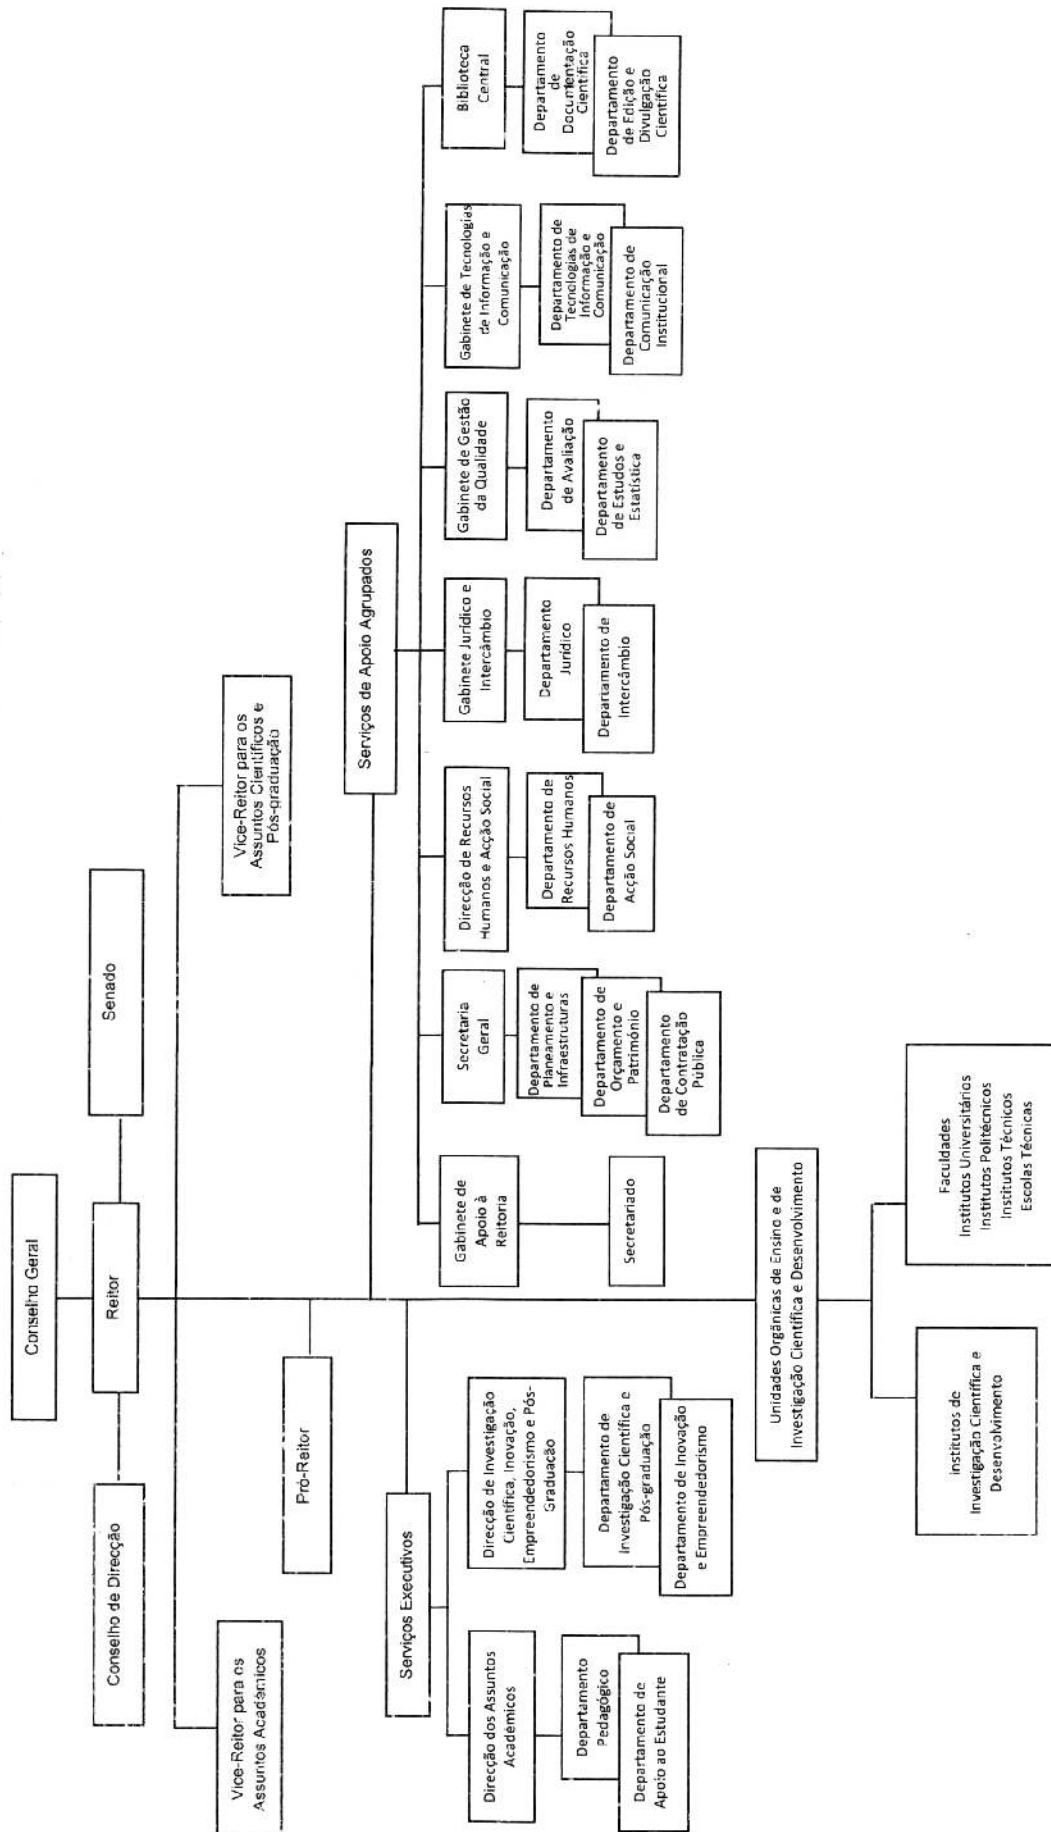 Conselho Geral
Conselho de Direcção
Reitor
Senado
Vice-Reitor para os
Assuntos Académicos
Vice-Reitor para os
Assuntos Científicos e
Pós-graduação
Pró-Reitor
Serviços de Apoio Agrupados
Serviços Executivos
Direcção dos Assuntos
Académicos
Departamento
Pedagógico
Departamento de
Apoio ao Estudante
Direcção de Investigação
Científica, Inovação,
Empreendedorismo e Pós-
Graduação
Departamento de
Investigação Científica e
Pós-graduação
Departamento de Inovação
e Empreendedorismo
Gabinete de
Apoio à
Reitoria
Secretariado
Secretaria
Geral
Departamento de
Planeamento e
Infraestruturas
Departamento de
Orçamento e
Património
Departamento
de Contratação
Pública
Direcção de Recursos
Humanos e Acção Social
Departamento de
Recursos Humanos
Departamento de
Acção Social
Gabinete Jurídico e
Intercâmbio
Departamento
Jurídico
Departamento de
Intercâmbio
Gabinete de Gestão
da Qualidade
Departamento
de Avaliação
Departamento
de Estudos e
Estatística
Gabinete de Tecnologias
de Informação e
Comunicação
Departamento de
Tecnologias de
Informação e
Comunicação
Departamento de
Comunicação
Institucional
Biblioteca
Central
Departamento
de
Documentação
Científica
Departamento
de Edição e
Divulgação
Científica
Unidades Orgânicas de Ensino e de
Investigação Científica e Desenvolvimento
Institutos de
Investigação Científica e
Desenvolvimento
Faculdades
Institutos Universitários
Institutos Politécnicos
Institutos Técnicos
Escolas Técnicas